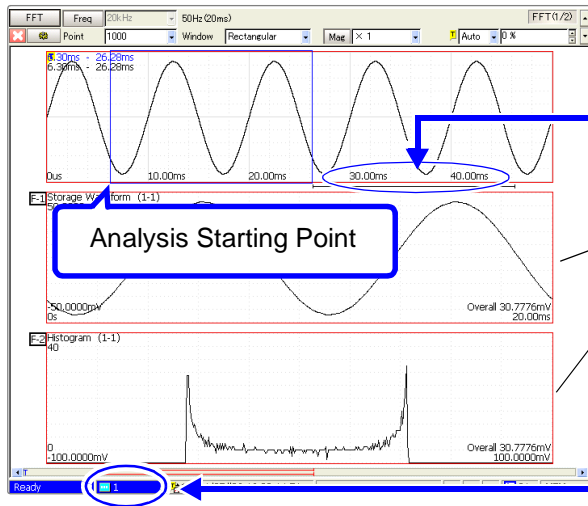 FFT Freq 20kHz 50Hz(20ms) FFT(1/2)
Point 1000 Window Rectangular Mag × 1 Auto 0 %
6.30ms - 26.28ms
6.30ms - 26.28ms
0us 10.00ms 20.00ms 30.00ms 40.00ms
F-1 Storage Waveform (1-1)
Analysis Starting Point
-50.0000mV Overall 30.7776mV
0s 20.00ms
F-2 Histogram (1-1)
40
0 Overall 30.7776mV
-100.0000mV 100.0000mV
Ready 1